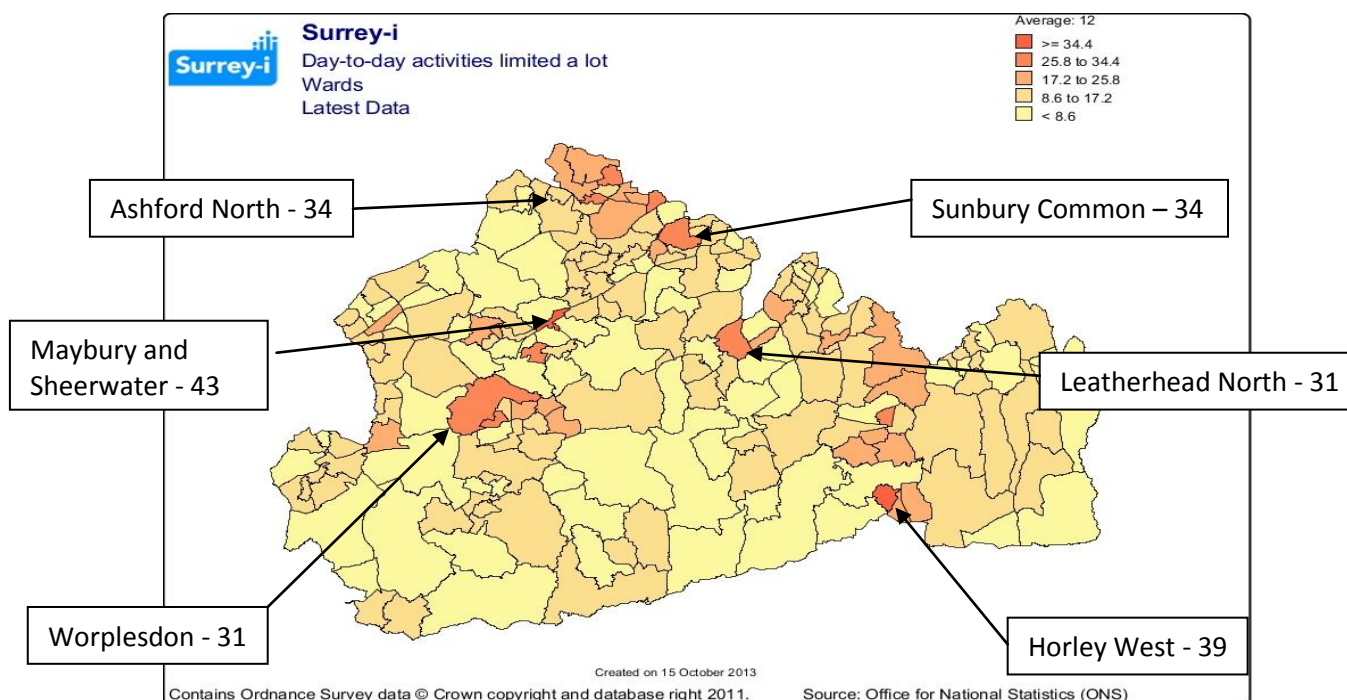 Surrey-i
Surrey-i
Day-to-day activities limited a lot
Wards
Latest Data
Average: 12
>= 34.4
25.8 to 34.4
17.2 to 25.8
8.6 to 17.2
< 8.6
Ashford North - 34
Sunbury Common – 34
Maybury and
Sheerwater - 43
Leatherhead North - 31
Worplesdon - 31
Horley West - 39
Created on 15 October 2013
Contains Ordnance Survey data © Crown copyright and database right 2011.
Source: Office for National Statistics (ONS)